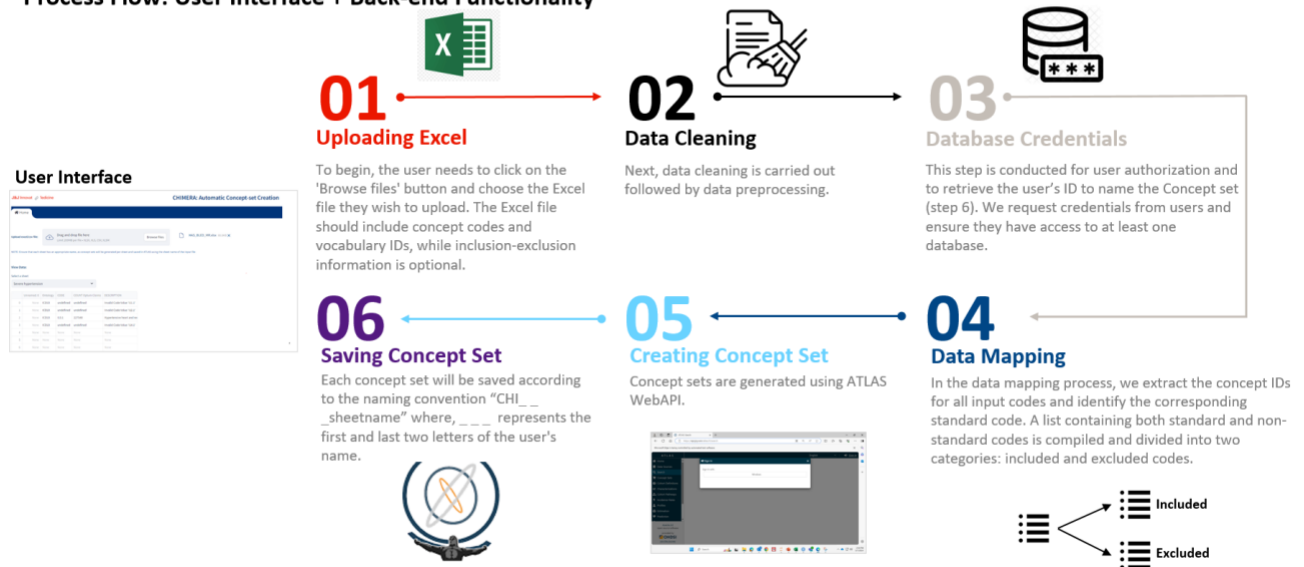 Process Flow: User Interface + Back-end Functionality
X
01
Uploading Excel
To begin, the user needs to click on the
'Browse files' button and choose the Excel
file they wish to upload. The Excel file
should include concept codes and
vocabulary IDs, while inclusion-exclusion
information is optional.
02
Data Cleaning
Next, data cleaning is carried out
followed by data preprocessing.
***
03
Database Credentials
This step is conducted for user authorization and
to retrieve the user's ID to name the Concept set
(step 6). We request credentials from users and
ensure they have access to at least one
database.
User Interface
CHIMERA: Automatic Concept-set Creation
Browse files
04
Data Mapping
In the data mapping process, we extract the concept IDs
for all input codes and identify the corresponding
standard code. A list containing both standard and non-
standard codes is compiled and divided into two
categories: included and excluded codes.
Included
Excluded
05
Creating Concept Set
Concept sets are generated using ATLAS
WebAPI.
06
Saving Concept Set
Each concept set will be saved according
to the naming convention “CHI_ _
_sheetname” where, _ _ _ represents the
first and last two letters of the user's
name.